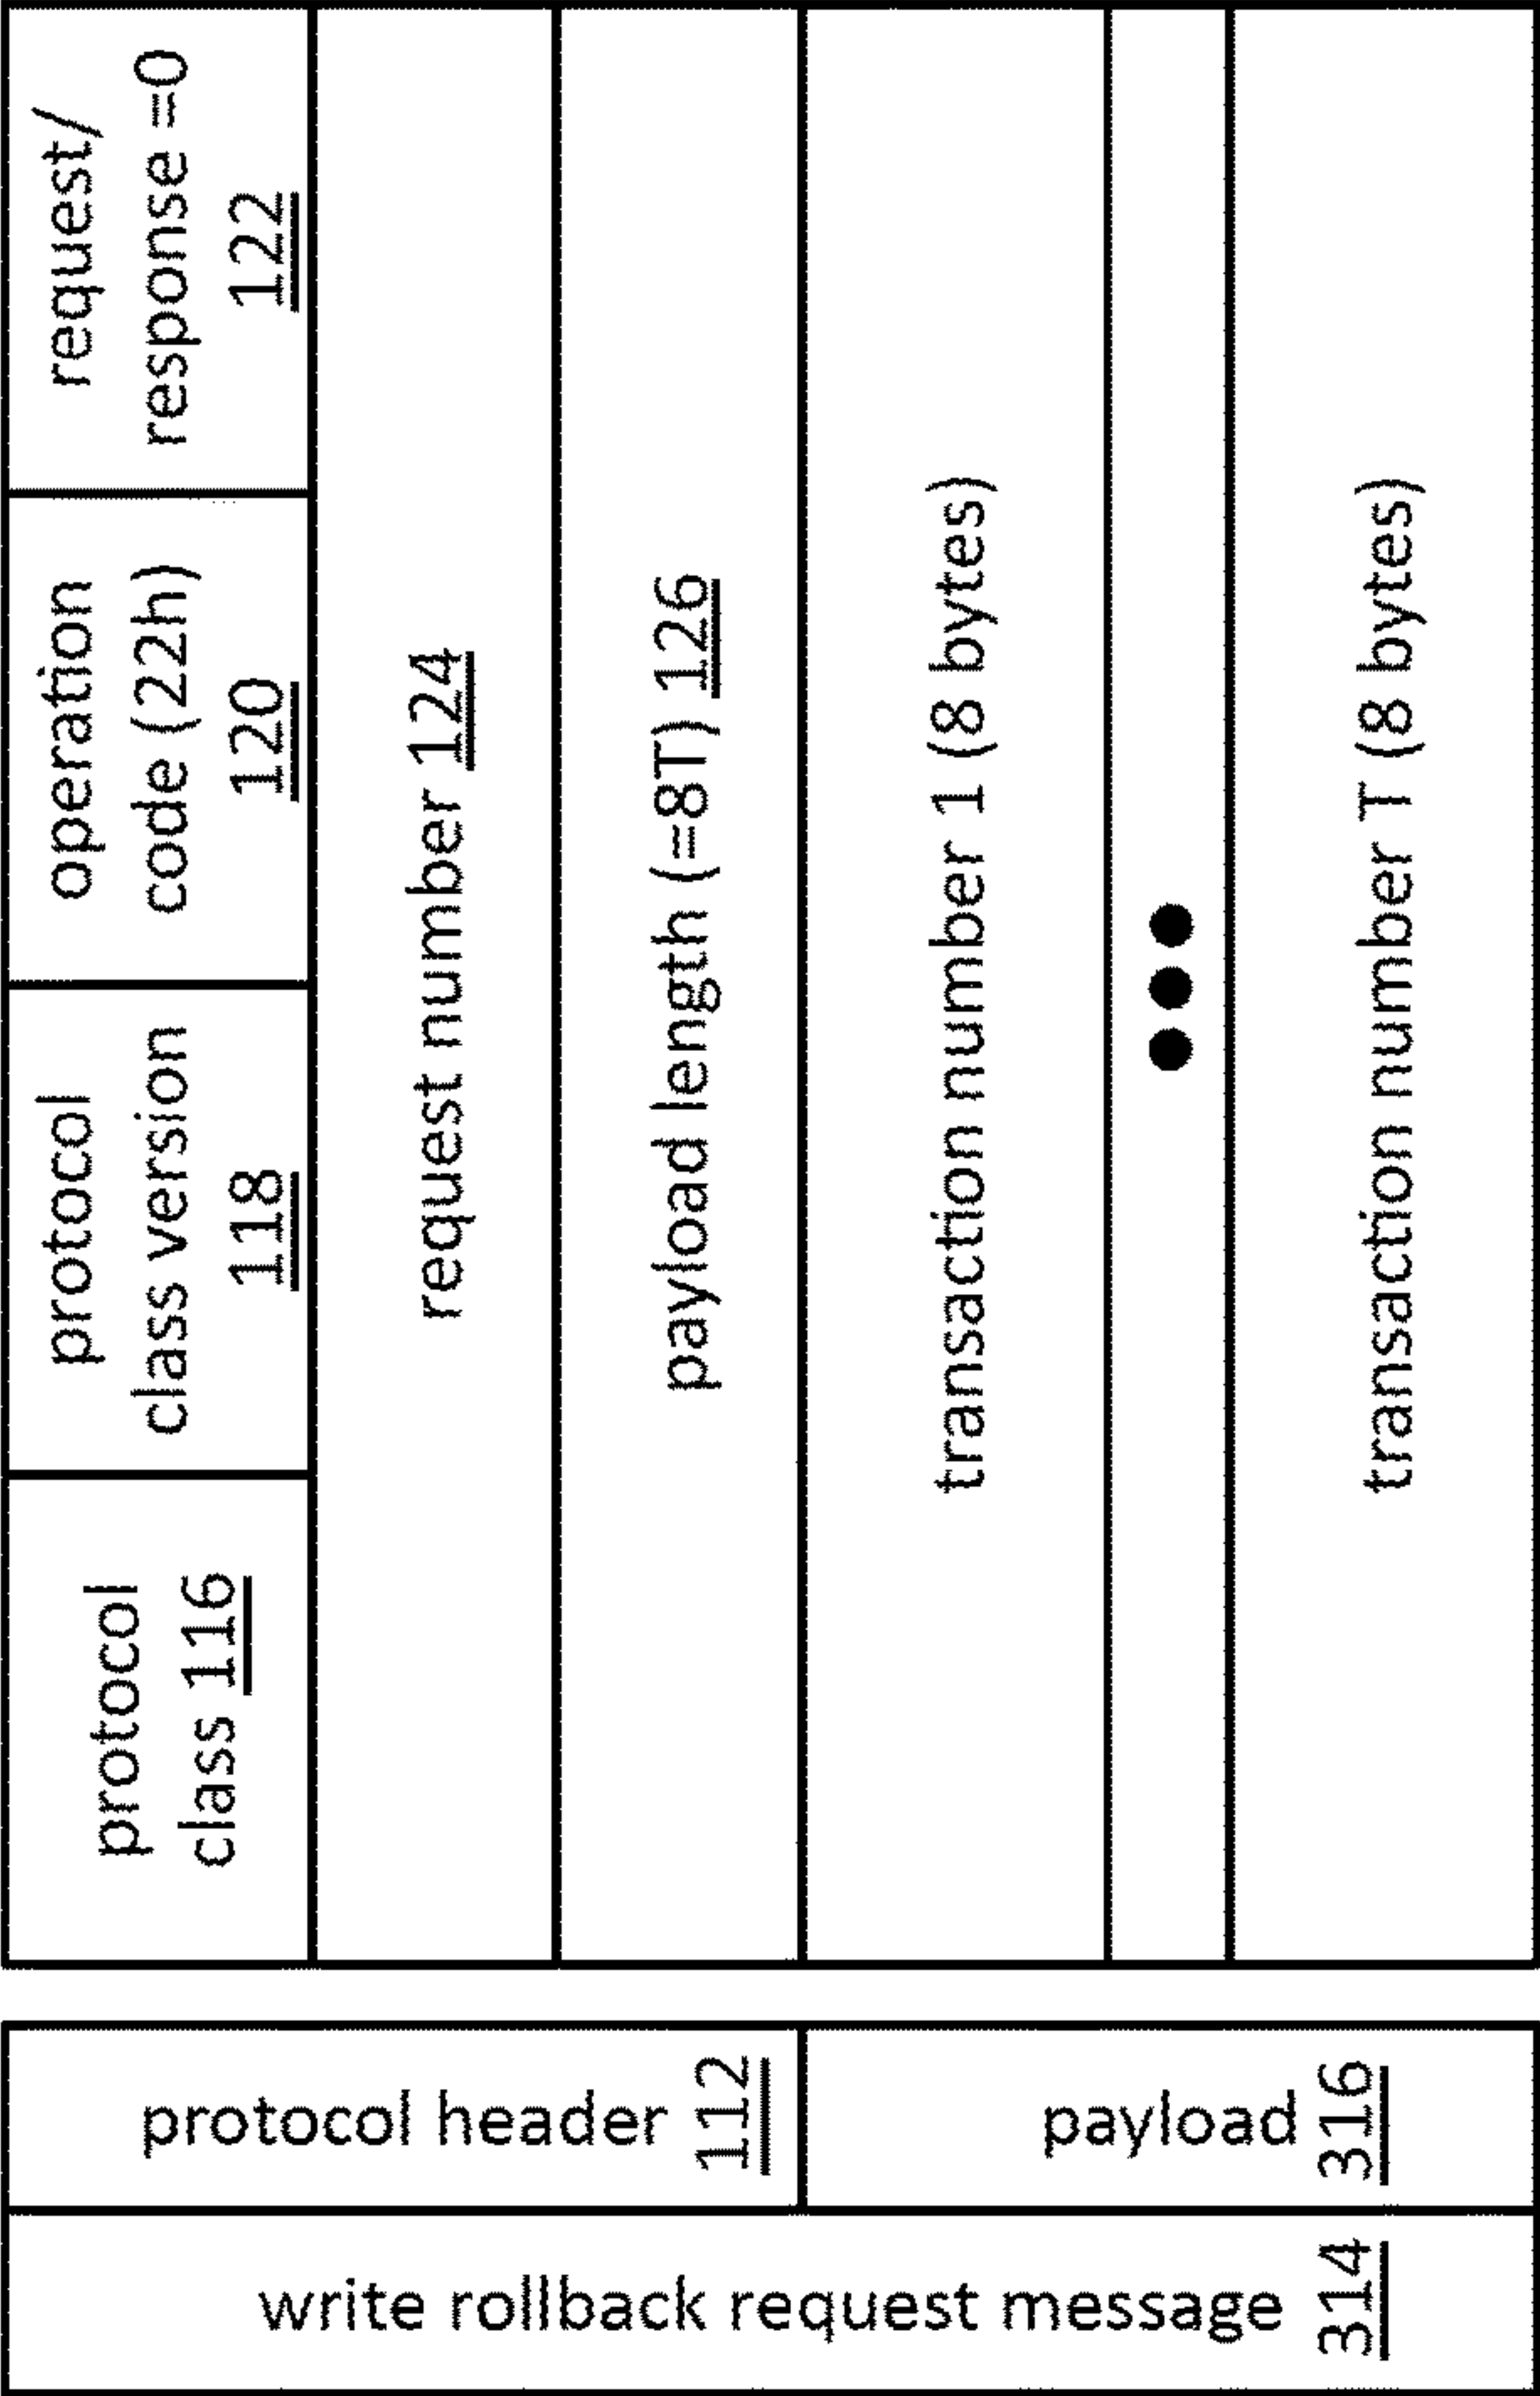 write rollback request message
314
protocol header
112
payload
316
protocol
class 116
protocol
class version
118
operation
code (22h)
120
request/
response =0
122
request number 124
payload length (=8T) 126
transaction number 1 (8 bytes)
transaction number T (8 bytes)